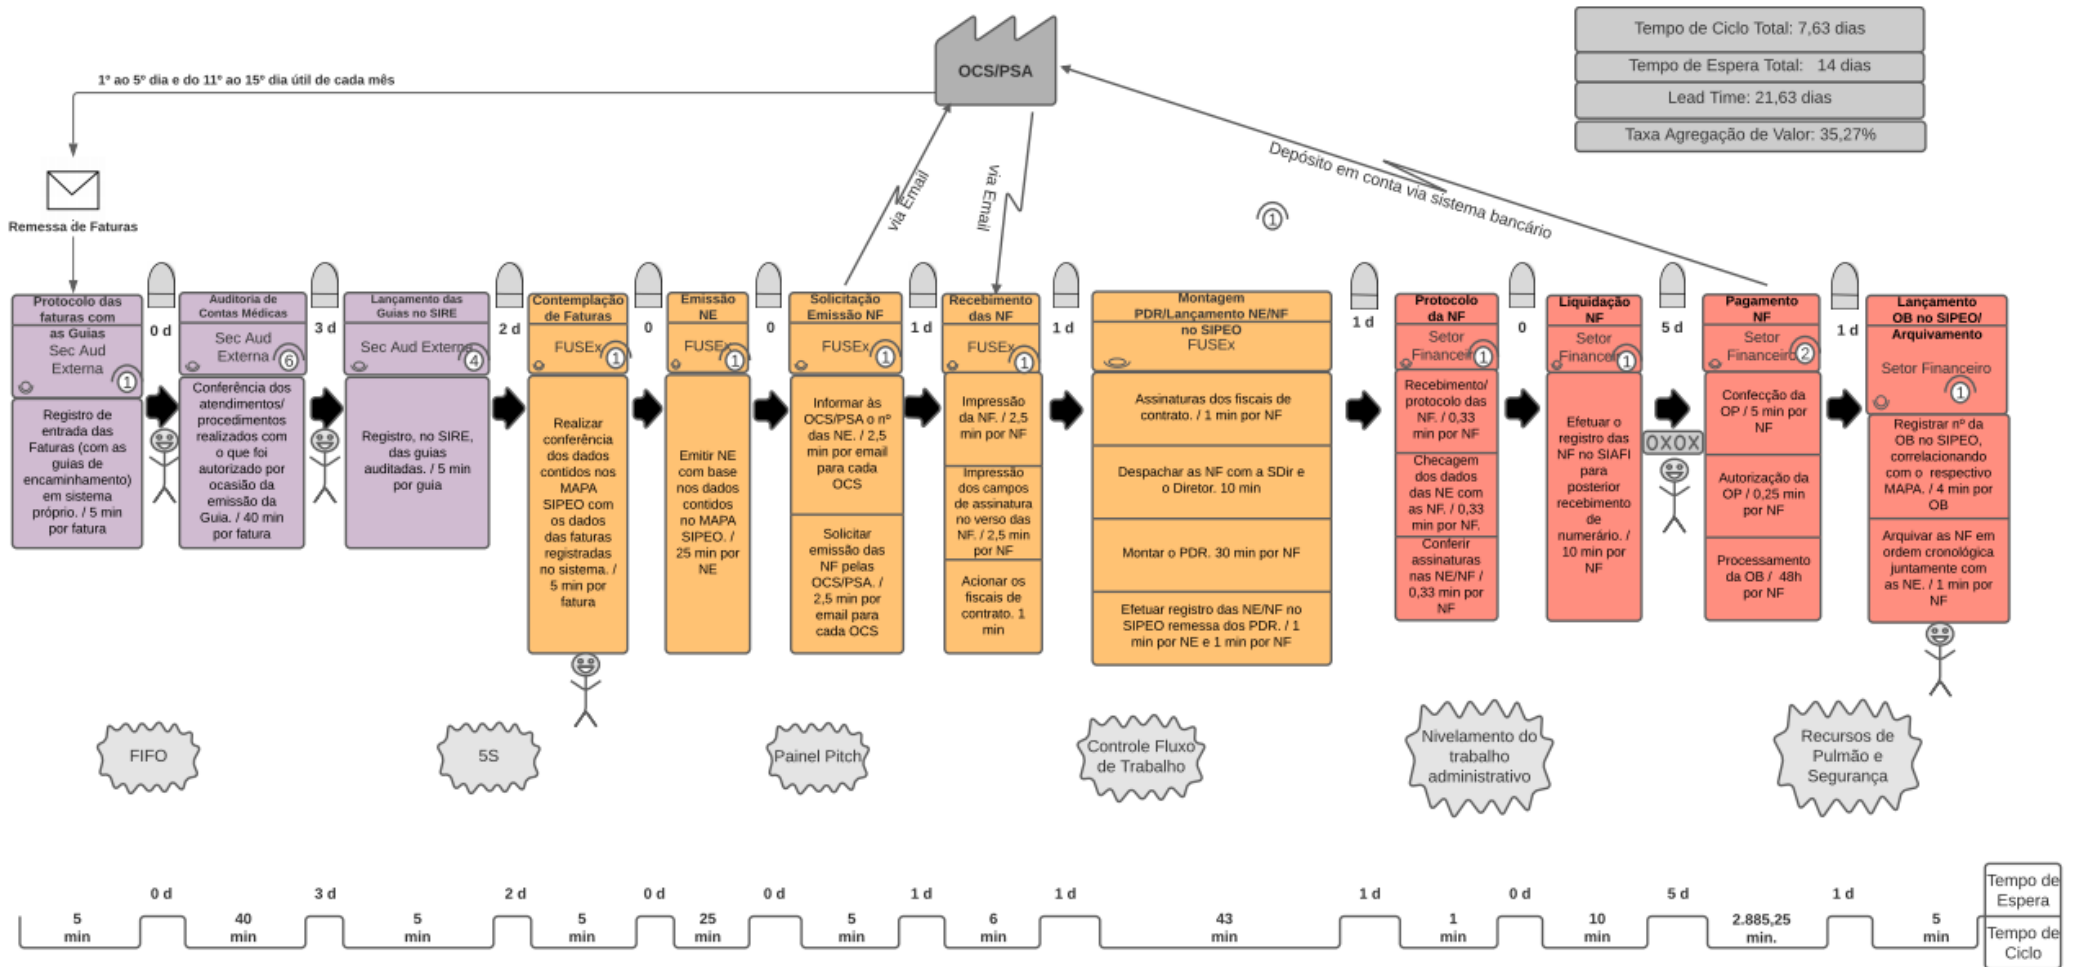 Tempo de Ciclo Total: 7,63 dias
Tempo de Espera Total: 14 dias
Lead Time: 21,63 dias
Taxa Agregação de Valor: 35,27%
OCS/PSA
1º ao 5º dia e do 11º ao 15º dia útil de cada mês
Remessa de Faturas
via Email
via Email
Depósito em conta via sistema bancário
1
Protocolo das
faturas com
as Guias
Sec Aud
Externa
1
Registro de
entrada das
Faturas (com as
guias de
encaminhamento)
em sistema
próprio. / 5 min
por fatura
0 d
Auditoria de
Contas Médicas
Sec Aud
Externa
6
Conferência dos
atendimentos/
procedimentos
realizados com
o que foi
autorizado por
ocasião da
emissão da
Guia. / 40 min
por fatura
3 d
Lançamento das
Guias no SIRE
Sec Aud Externa
4
Registro, no SIRE,
das guias
auditadas. / 5 min
por guia
2 d
Contemplação
de Faturas
FUSEx
1
Realizar
conferência
dos dados
contidos nos
MAPA
SIPEO com
os dados
das faturas
registradas
no sistema. /
5 min por
fatura
0
Emissão
NE
FUSEx
1
Emitir NE
com base
nos dados
contidos
no MAPA
SIPEO. /
25 min por
NE
0
Solicitação
Emissão NF
FUSEx
1
Informar às
OCS/PSA o nº
das NE. / 2,5
min por email
para cada
OCS
Solicitar
emissão das
NF pelas
OCS/PSA. /
2,5 min por
email para
cada OCS
1 d
Recebimento
das NF
FUSEx
1
Impressão
da NF. / 2,5
min por NF
Impressão
dos campos
de assinatura
no verso das
NF. / 2,5 min
por NF
Acionar os
fiscais de
contrato. 1
min
1 d
Montagem
PDR/Lançamento NE/NF
no SIPEO
FUSEx
Assinaturas dos fiscais de
contrato. / 1 min por NF
Despachar as NF com a SDir e
o Diretor. 10 min
Montar o PDR. 30 min por NF
Efetuar registro das NE/NF no
SIPEO remessa dos PDR. / 1
min por NE e 1 min por NF
1 d
Protocolo
da NF
Setor
Financeiro
1
Recebimento/
protocolo das
NF. / 0,33
min por NF
Checagem
dos dados
das NE com
as NF. / 0,33
min por NF.
Conferir
assinaturas
nas NE/NF /
0,33 min por
NF
0
Liquidação
NF
Setor
Financeiro
1
Efetuar o
registro das
NF no SIAFI
para
posterior
recebimento
de
numerário. /
10 min por
NF
5 d
OXOX
Pagamento
NF
Setor
Financeiro
2
Confecção da
OP / 5 min por
NF
Autorização da
OP / 0,25 min
por NF
Processamento
da OB / 48h
por NF
1 d
Lançamento
OB no SIPEO/
Arquivamento
Setor Financeiro
1
Registrar nº da
OB no SIPEO,
correlacionando
com o respectivo
MAPA. / 4 min por
OB
Arquivar as NF em
ordem cronológica
juntamente com
as NE. / 1 min por
NF
FIFO
5S
Painel Pitch
Controle Fluxo
de Trabalho
Nivelamento do
trabalho
administrativo
Recursos de
Pulmão e
Segurança
0 d
3 d
2 d
0 d
0 d
1 d
1 d
1 d
0 d
5 d
1 d
Tempo de
Espera
5
min
40
min
5
min
5
min
25
min
5
min
6
min
43
min
1
min
10
min
2.885,25
min.
5
min
Tempo de
Ciclo